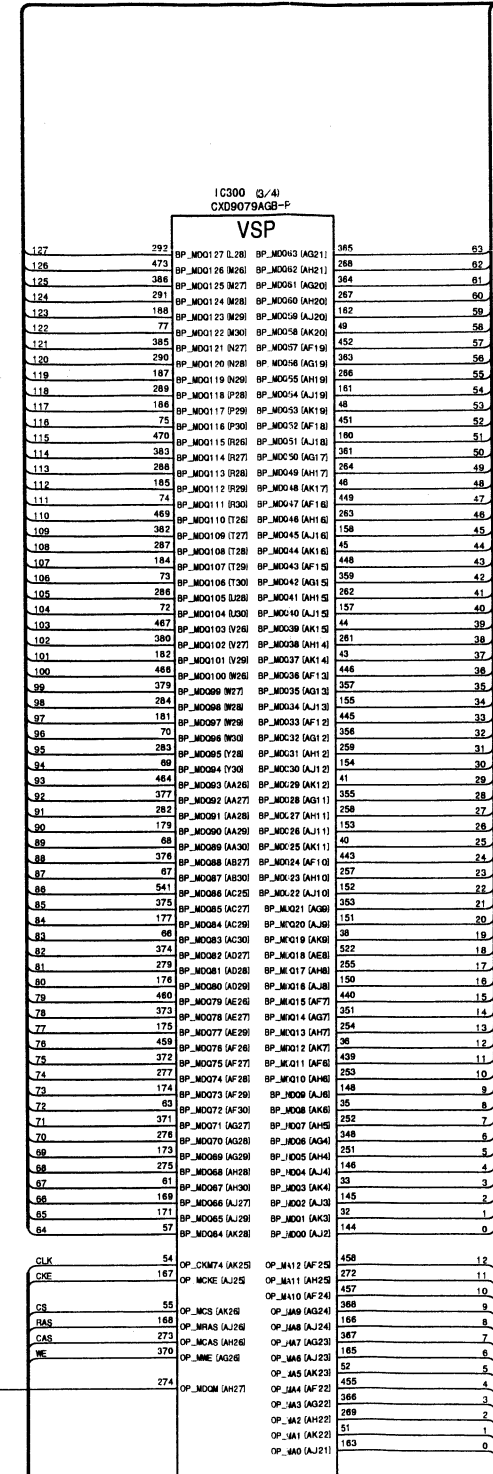 IC300 (3/4)
CXD9079AGB-P
VSP
127 292 BP_MDQ127 [L28] BP_MDQ63 [AG21] 365 63
126 473 BP_MDQ126 [M26] BP_MDQ62 [AH21] 268 62
125 386 BP_MDQ125 [M27] BP_MDQ61 [AG20] 364 61
124 291 BP_MDQ124 [M28] BP_MDQ60 [AH20] 267 60
123 188 BP_MDQ123 [M29] BP_MDQ59 [AJ20] 162 59
122 77 BP_MDQ122 [M30] BP_MDQ58 [AK20] 49 58
121 385 BP_MDQ121 [N27] BP_MDQ57 [AF19] 452 57
120 290 BP_MDQ120 [N28] BP_MDQ56 [AG19] 363 56
119 187 BP_MDQ119 [N29] BP_MDQ55 [AH19] 266 55
118 289 BP_MDQ118 [P28] BP_MDQ54 [AJ19] 161 54
117 186 BP_MDQ117 [P29] BP_MDQ53 [AK19] 48 53
116 75 BP_MDQ116 [P30] BP_MDQ52 [AF18] 451 52
115 470 BP_MDQ115 [R26] BP_MDQ51 [AJ18] 160 51
114 383 BP_MDQ114 [R27] BP_MDQ50 [AG17] 361 50
113 288 BP_MDQ113 [R28] BP_MDQ49 [AH17] 264 49
112 185 BP_MDQ112 [R29] BP_MDQ48 [AK17] 46 48
111 74 BP_MDQ111 [R30] BP_MDQ47 [AF16] 449 47
110 469 BP_MDQ110 [T26] BP_MDQ46 [AH16] 263 46
109 382 BP_MDQ109 [T27] BP_MDQ45 [AJ16] 158 45
108 287 BP_MDQ108 [T28] BP_MDQ44 [AK16] 45 44
107 184 BP_MDQ107 [T29] BP_MDQ43 [AF15] 448 43
106 73 BP_MDQ106 [T30] BP_MDQ42 [AG15] 359 42
105 286 BP_MDQ105 [U28] BP_MDQ41 [AH15] 262 41
104 72 BP_MDQ104 [U30] BP_MDQ40 [AJ15] 157 40
103 467 BP_MDQ103 [V26] BP_MDQ39 [AK15] 44 39
102 380 BP_MDQ102 [V27] BP_MDQ38 [AH14] 261 38
101 182 BP_MDQ101 [V29] BP_MDQ37 [AK14] 43 37
100 466 BP_MDQ100 [W26] BP_MDQ36 [AF13] 446 36
99 379 BP_MDQ99 [W27] BP_MDQ35 [AG13] 357 35
98 284 BP_MDQ98 [W28] BP_MDQ34 [AJ13] 155 34
97 181 BP_MDQ97 [W29] BP_MDQ33 [AF12] 445 33
96 70 BP_MDQ96 [W30] BP_MDQ32 [AG12] 356 32
95 283 BP_MDQ95 [Y28] BP_MDQ31 [AH12] 259 31
94 69 BP_MDQ94 [Y30] BP_MDQ30 [AJ12] 154 30
93 464 BP_MDQ93 [AA26] BP_MDQ29 [AK12] 41 29
92 377 BP_MDQ92 [AA27] BP_MDQ28 [AG11] 355 28
91 282 BP_MDQ91 [AA28] BP_MDQ27 [AH11] 258 27
90 179 BP_MDQ90 [AA29] BP_MDQ26 [AJ11] 153 26
89 68 BP_MDQ89 [AA30] BP_MDQ25 [AK11] 40 25
88 376 BP_MDQ88 [AB27] BP_MDQ24 [AF10] 443 24
87 67 BP_MDQ87 [AB30] BP_MDQ23 [AH10] 257 23
86 541 BP_MDQ86 [AC25] BP_MDQ22 [AJ10] 152 22
85 375 BP_MDQ85 [AC27] BP_MDQ21 [AG9] 353 21
84 177 BP_MDQ84 [AC29] BP_MDQ20 [AJ9] 151 20
83 66 BP_MDQ83 [AC30] BP_MDQ19 [AK9] 38 19
82 374 BP_MDQ82 [AD27] BP_MDQ18 [AE8] 522 18
81 279 BP_MDQ81 [AD28] BP_MDQ17 [AH8] 255 17
80 176 BP_MDQ80 [AD29] BP_MDQ16 [AJ8] 150 16
79 460 BP_MDQ79 [AE26] BP_MDQ15 [AF7] 440 15
78 373 BP_MDQ78 [AE27] BP_MDQ14 [AG7] 351 14
77 175 BP_MDQ77 [AE29] BP_MDQ13 [AH7] 254 13
76 459 BP_MDQ76 [AF26] BP_MDQ12 [AK7] 36 12
75 372 BP_MDQ75 [AF27] BP_MDQ11 [AF6] 439 11
74 277 BP_MDQ74 [AF28] BP_MDQ10 [AH6] 253 10
73 174 BP_MDQ73 [AF29] BP_MDQ9 [AJ6] 148 9
72 63 BP_MDQ72 [AF30] BP_MDQ8 [AK6] 35 8
71 371 BP_MDQ71 [AG27] BP_MDQ7 [AH5] 252 7
70 276 BP_MDQ70 [AG28] BP_MDQ6 [AG4] 348 6
69 173 BP_MDQ69 [AG29] BP_MDQ5 [AH4] 251 5
68 275 BP_MDQ68 [AH28] BP_MDQ4 [AJ4] 146 4
67 61 BP_MDQ67 [AH30] BP_MDQ3 [AK4] 33 3
66 169 BP_MDQ66 [AJ27] BP_MDQ2 [AJ3] 145 2
65 171 BP_MDQ65 [AJ29] BP_MDQ1 [AK3] 32 1
64 57 BP_MDQ64 [AK28] BP_MDQ0 [AJ2] 144 0
CLK 54 OP_CKM74 [AK25] OP_MA12 [AF25] 458 12
CKE 167 OP_MCKE [AJ25] OP_MA11 [AH25] 272 11
OP_MA10 [AF24] 457 10
CS 55 OP_MCS [AK26] OP_MA9 [AG24] 368 9
RAS 168 OP_MRAS [AJ26] OP_MA8 [AJ24] 166 8
CAS 273 OP_MCAS [AH26] OP_MA7 [AG23] 367 7
WE 370 OP_MWE [AG26] OP_MA6 [AJ23] 165 6
OP_MA5 [AK23] 52 5
274 OP_MDQM [AH27] OP_MA4 [AF22] 455 4
OP_MA3 [AG22] 366 3
OP_MA2 [AH22] 269 2
OP_MA1 [AK22] 51 1
OP_MA0 [AJ21] 163 0